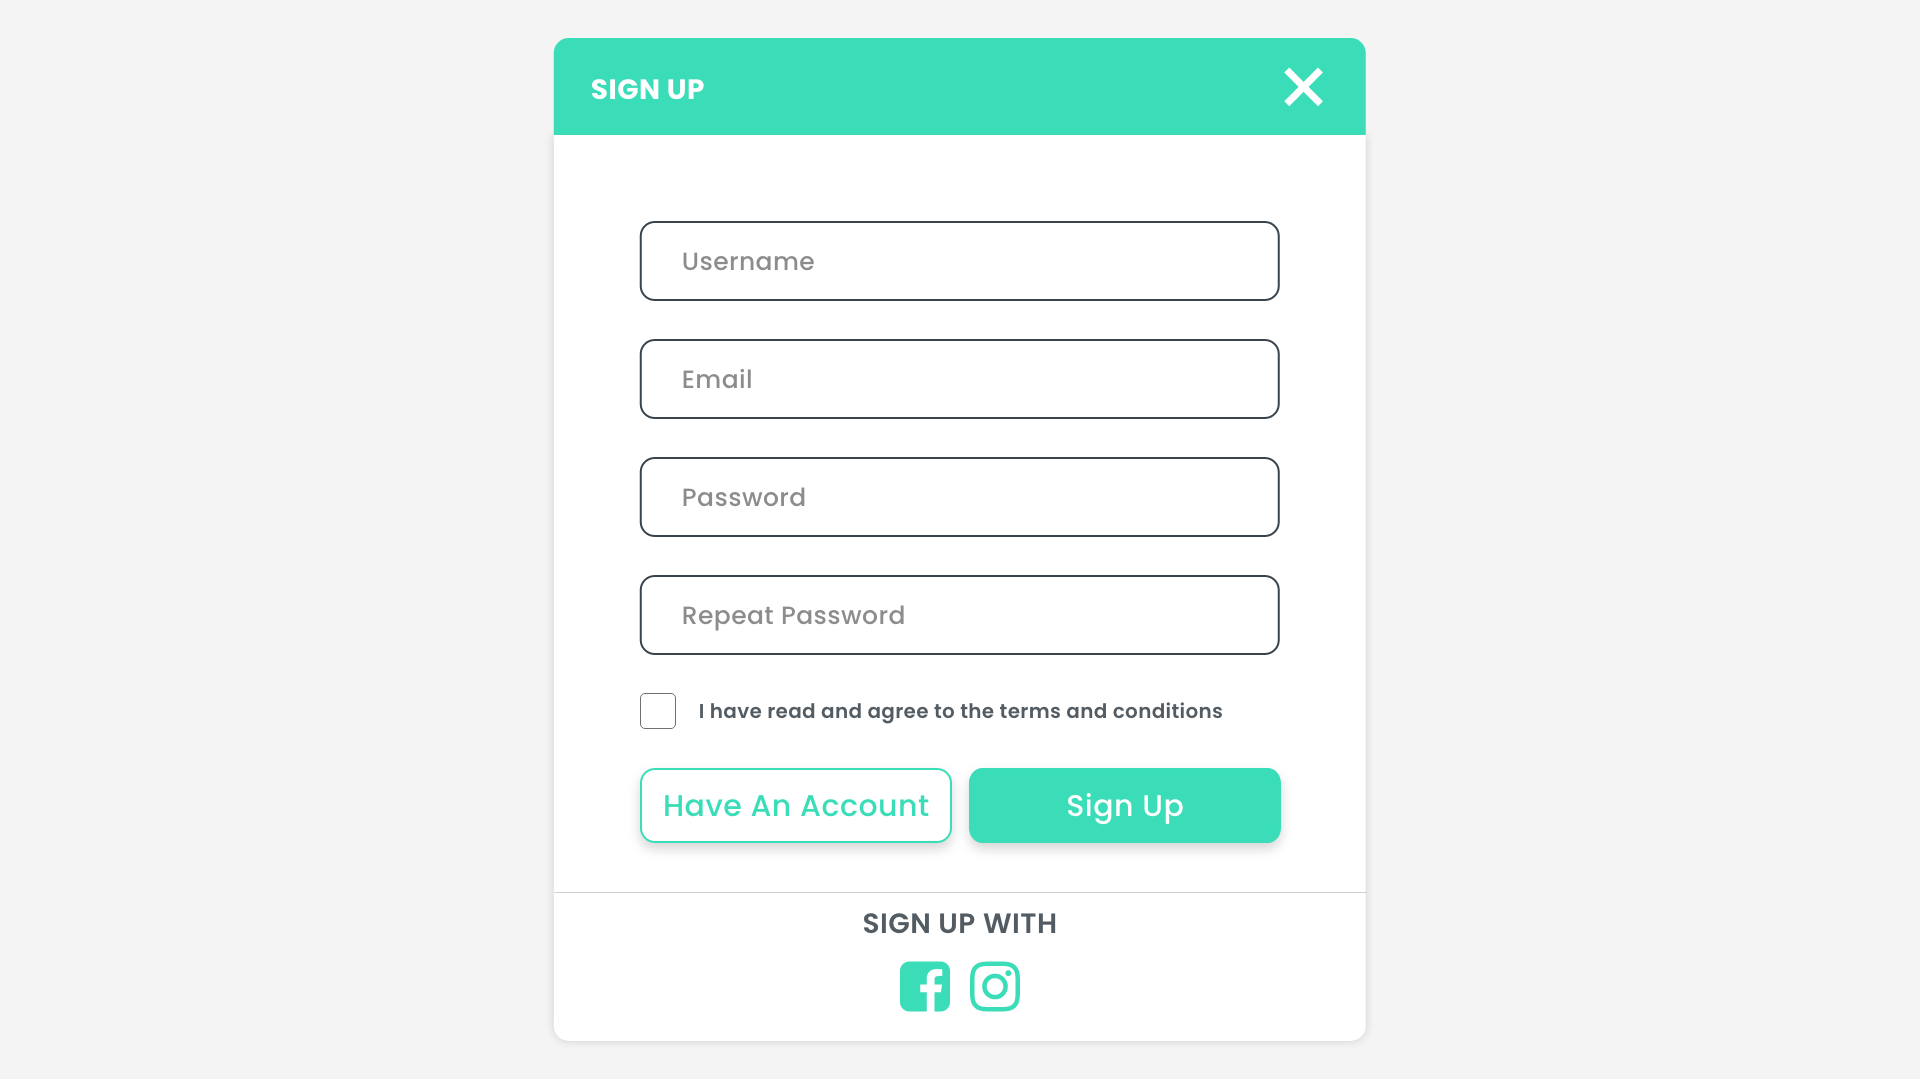 SIGN UP
Username
Email
Password
Repeat Password
I have read and agree to the terms and conditions
Have An Account
Sign Up
SIGN UP WITH